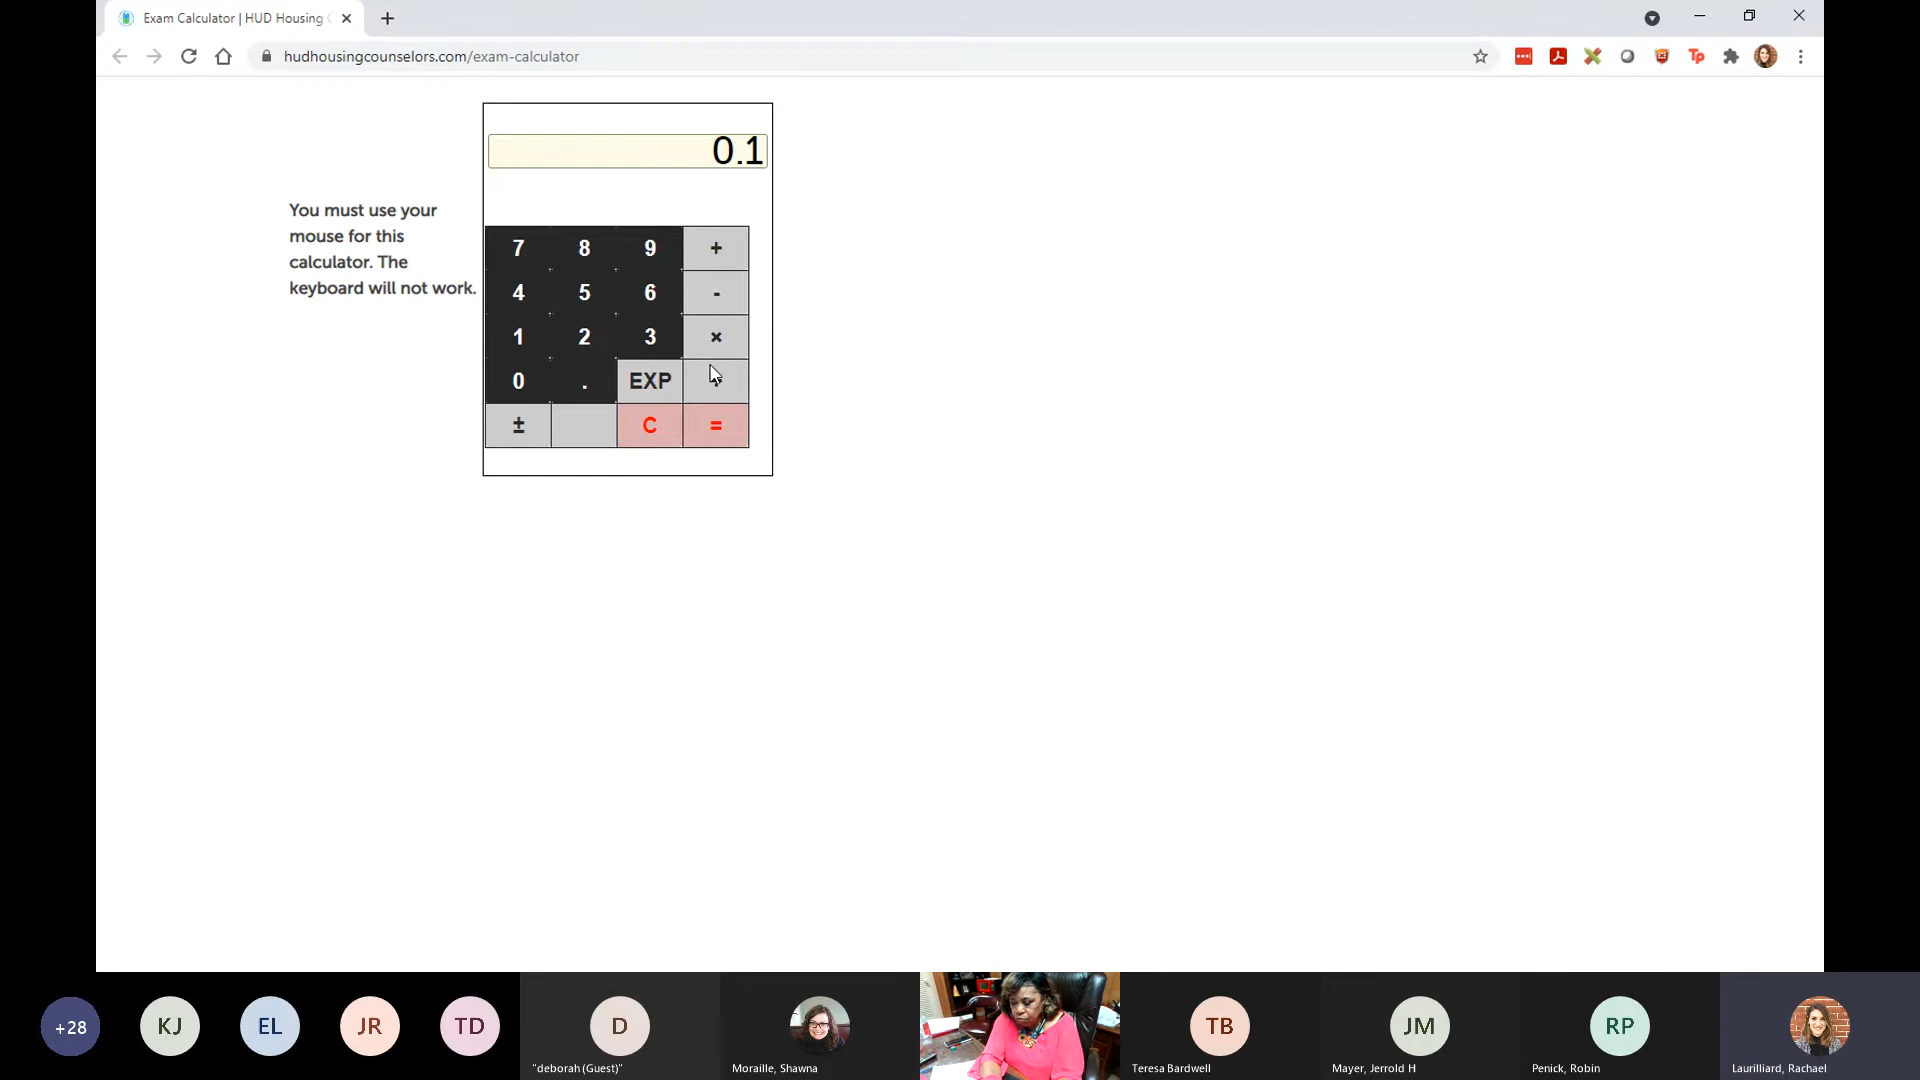 Exam Calculator | HUD Housing
hudhousingcounselors.com/exam-calculator
Tp
0.1
You must use your
mouse for this
calculator. The
keyboard will not work.
7 8 9 +
4 5 6 -
1 2 3 ×
0 . EXP
± C =
+28
KJ
EL
JR
TD
D
"deborah (Guest)"
Moraille, Shawna
TB
Teresa Bardwell
JM
Mayer, Jerrold H
RP
Penick, Robin
Laurilliard, Rachael